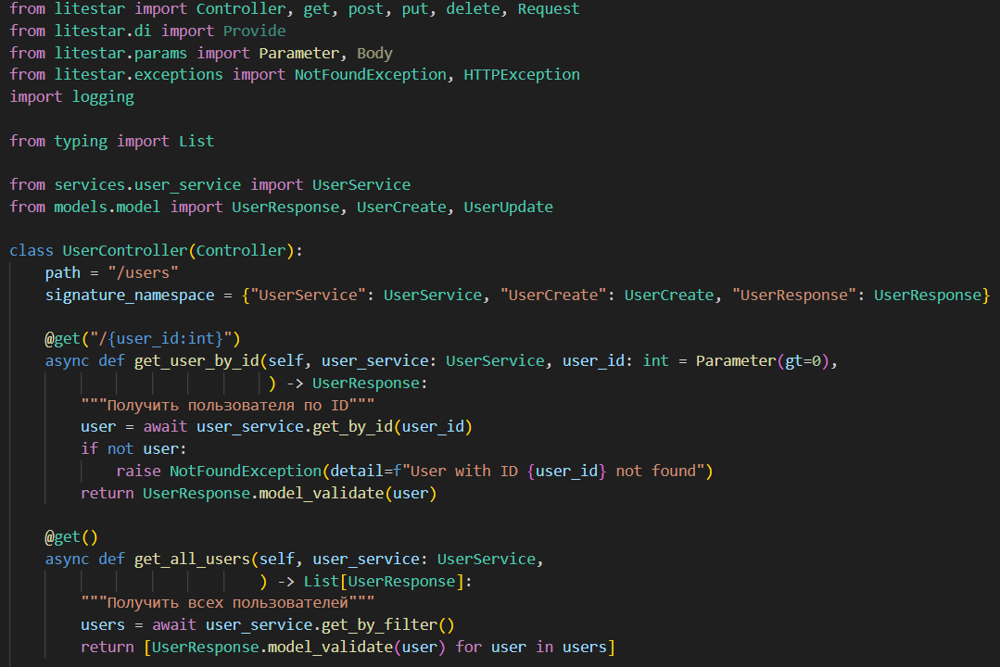 from litestar import Controller, get, post, put, delete, Request
from litestar.di import Provide
from litestar.params import Parameter, Body
from litestar.exceptions import NotFoundException, HTTPException
import logging

from typing import List

from services.user_service import UserService
from models.model import UserResponse, UserCreate, UserUpdate

class UserController(Controller):
    path = "/users"
    signature_namespace = {"UserService": UserService, "UserCreate": UserCreate, "UserResponse": UserResponse}

    @get("/{user_id:int}")
    async def get_user_by_id(self, user_service: UserService, user_id: int = Parameter(gt=0),
                             ) -> UserResponse:
        """Получить пользователя по ID"""
        user = await user_service.get_by_id(user_id)
        if not user:
            raise NotFoundException(detail=f"User with ID {user_id} not found")
        return UserResponse.model_validate(user)

    @get()
    async def get_all_users(self, user_service: UserService,
                            ) -> List[UserResponse]:
        """Получить всех пользователей"""
        users = await user_service.get_by_filter()
        return [UserResponse.model_validate(user) for user in users]